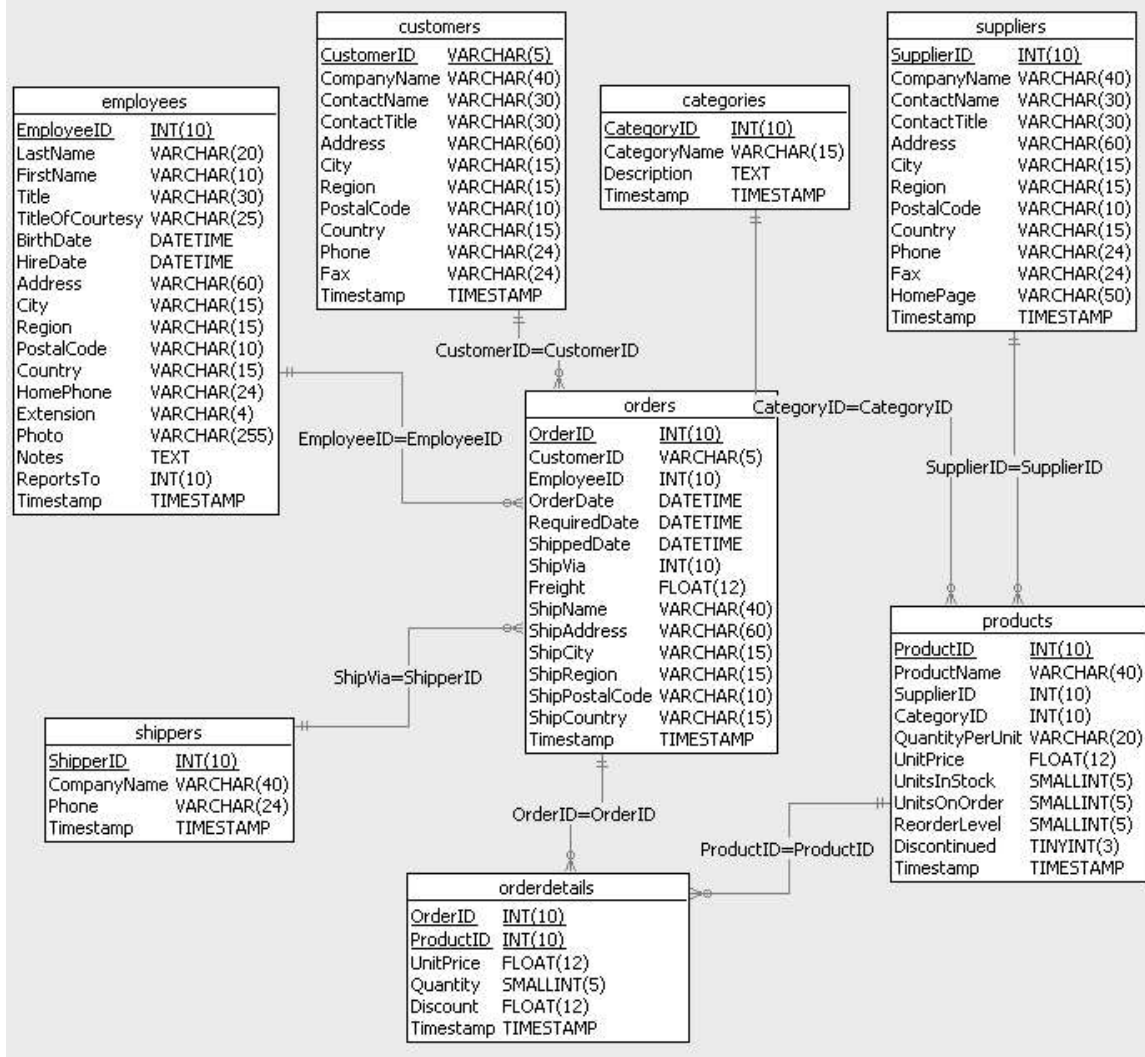 customers
CustomerID VARCHAR(5)
CompanyName VARCHAR(40)
ContactName VARCHAR(30)
ContactTitle VARCHAR(30)
Address VARCHAR(60)
City VARCHAR(15)
Region VARCHAR(15)
PostalCode VARCHAR(10)
Country VARCHAR(15)
Phone VARCHAR(24)
Fax VARCHAR(24)
Timestamp TIMESTAMP
suppliers
SupplierID INT(10)
CompanyName VARCHAR(40)
ContactName VARCHAR(30)
ContactTitle VARCHAR(30)
Address VARCHAR(60)
City VARCHAR(15)
Region VARCHAR(15)
PostalCode VARCHAR(10)
Country VARCHAR(15)
Phone VARCHAR(24)
Fax VARCHAR(24)
HomePage VARCHAR(50)
Timestamp TIMESTAMP
employees
EmployeeID INT(10)
LastName VARCHAR(20)
FirstName VARCHAR(10)
Title VARCHAR(30)
TitleOfCourtesy VARCHAR(25)
BirthDate DATETIME
HireDate DATETIME
Address VARCHAR(60)
City VARCHAR(15)
Region VARCHAR(15)
PostalCode VARCHAR(10)
Country VARCHAR(15)
HomePhone VARCHAR(24)
Extension VARCHAR(4)
Photo VARCHAR(255)
Notes TEXT
ReportsTo INT(10)
Timestamp TIMESTAMP
categories
CategoryID INT(10)
CategoryName VARCHAR(15)
Description TEXT
Timestamp TIMESTAMP
CustomerID=CustomerID
CategoryID=CategoryID
EmployeeID=EmployeeID
SupplierID=SupplierID
orders
OrderID INT(10)
CustomerID VARCHAR(5)
EmployeeID INT(10)
OrderDate DATETIME
RequiredDate DATETIME
ShippedDate DATETIME
ShipVia INT(10)
Freight FLOAT(12)
ShipName VARCHAR(40)
ShipAddress VARCHAR(60)
ShipCity VARCHAR(15)
ShipRegion VARCHAR(15)
ShipPostalCode VARCHAR(10)
ShipCountry VARCHAR(15)
Timestamp TIMESTAMP
products
ProductID INT(10)
ProductName VARCHAR(40)
SupplierID INT(10)
CategoryID INT(10)
QuantityPerUnit VARCHAR(20)
UnitPrice FLOAT(12)
UnitsInStock SMALLINT(5)
UnitsOnOrder SMALLINT(5)
ReorderLevel SMALLINT(5)
Discontinued TINYINT(3)
Timestamp TIMESTAMP
ShipVia=ShipperID
shippers
ShipperID INT(10)
CompanyName VARCHAR(40)
Phone VARCHAR(24)
Timestamp TIMESTAMP
OrderID=OrderID
ProductID=ProductID
orderdetails
OrderID INT(10)
ProductID INT(10)
UnitPrice FLOAT(12)
Quantity SMALLINT(5)
Discount FLOAT(12)
Timestamp TIMESTAMP